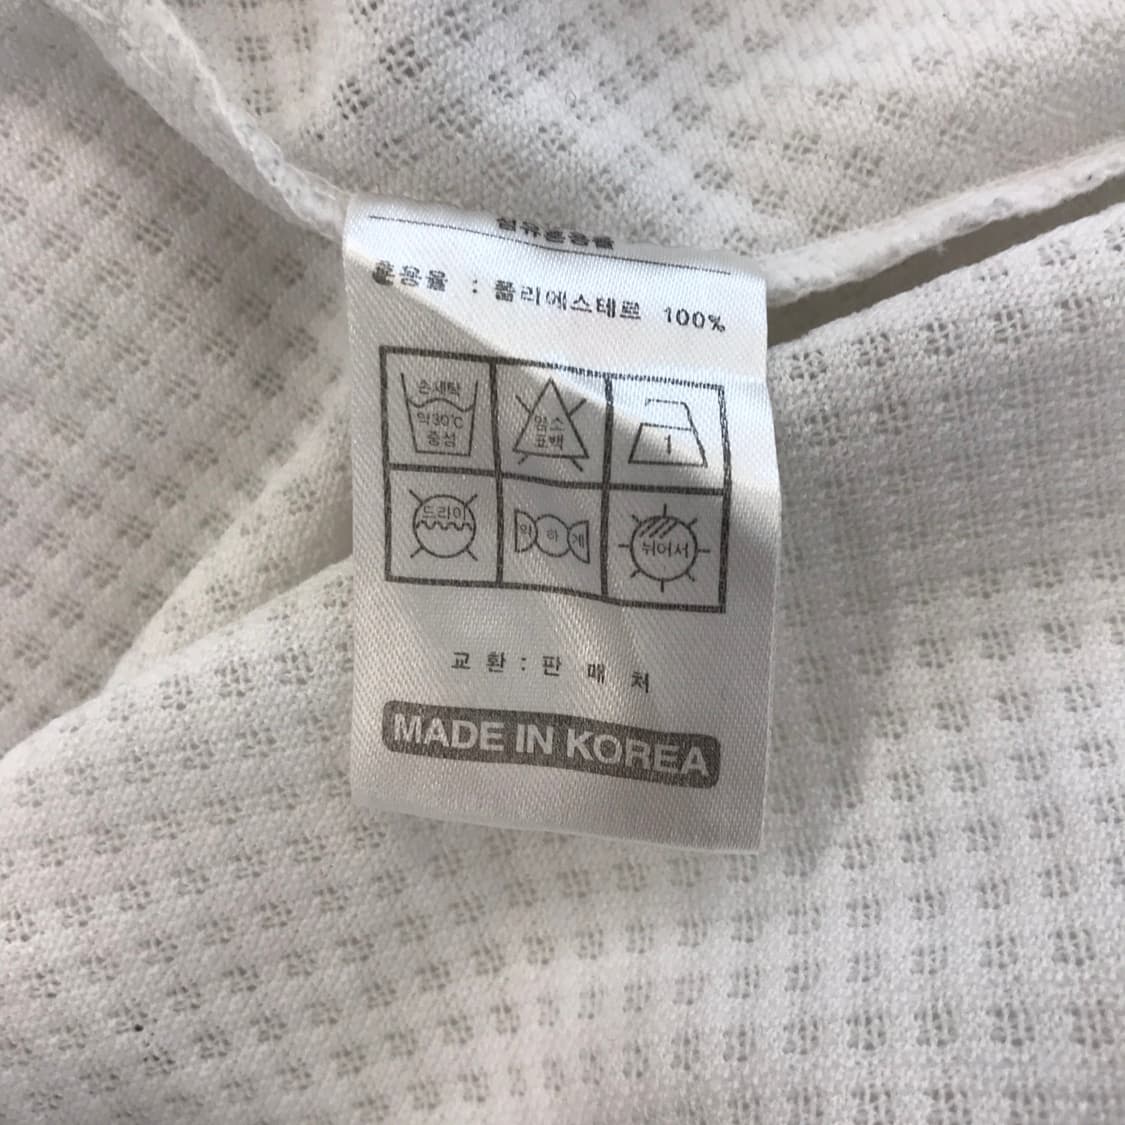 섬유혼용율
혼용율 : 폴리에스테르 100%
손세탁
약30℃
중성
염소
표백
1
드라이
약하게
뉘어서
교환:판매처
MADE IN KOREA